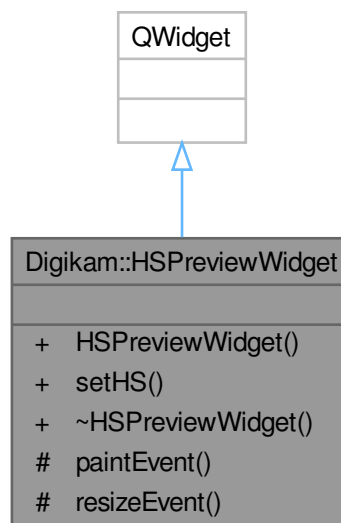 QWidget
Digikam::HSPreviewWidget
+ HSPreviewWidget()
+ setHS()
+ ~HSPreviewWidget()
# paintEvent()
# resizeEvent()